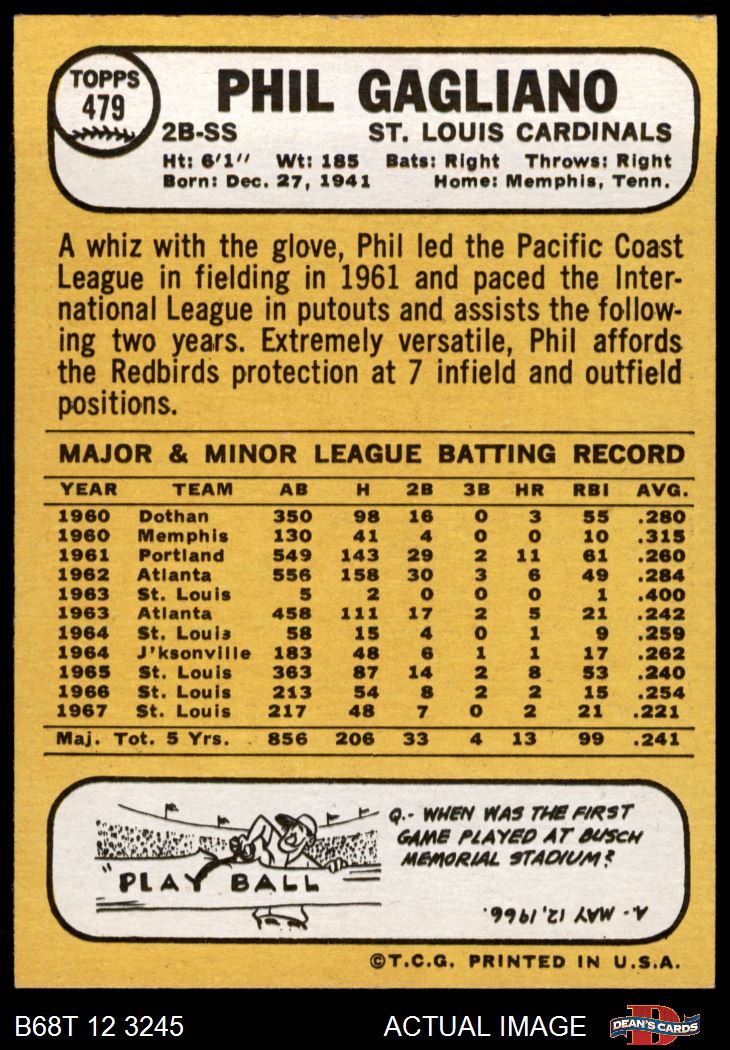 TOPPS
479
PHIL GAGLIANO
2B-SS ST. LOUIS CARDINALS
Ht: 6'1" Wt: 185 Bats: Right Throws: Right
Born: Dec. 27, 1941 Home: Memphis, Tenn.
A whiz with the glove, Phil led the Pacific Coast
League in fielding in 1961 and paced the Inter-
national League in putouts and assists the follow-
ing two years. Extremely versatile, Phil affords
the Redbirds protection at 7 infield and outfield
positions.
MAJOR & MINOR LEAGUE BATTING RECORD
YEAR TEAM AB H 2B 3B HR RBI AVG.
1960 Dothan 350 98 16 0 3 55 .280
1960 Memphis 130 41 4 0 0 10 .315
1961 Portland 549 143 29 2 11 61 .260
1962 Atlanta 556 158 30 3 6 49 .284
1963 St. Louis 5 2 0 0 0 1 .400
1963 Atlanta 458 111 17 2 5 21 .242
1964 St. Louis 58 15 4 0 1 9 .259
1964 J'ksonville 183 48 6 1 1 17 .262
1965 St. Louis 363 87 14 2 8 53 .240
1966 St. Louis 213 54 8 2 2 15 .254
1967 St. Louis 217 48 7 0 2 21 .221
Maj. Tot. 5 Yrs. 856 206 33 4 13 99 .241
"PLAY BALL
Q.- WHEN WAS THE FIRST
GAME PLAYED AT BUSCH
MEMORIAL STADIUM?
A- MAY 12, 1966.
©T.C.G. PRINTED IN U.S.A.
B68T 12 3245 ACTUAL IMAGE
D
DEAN'S CARDS